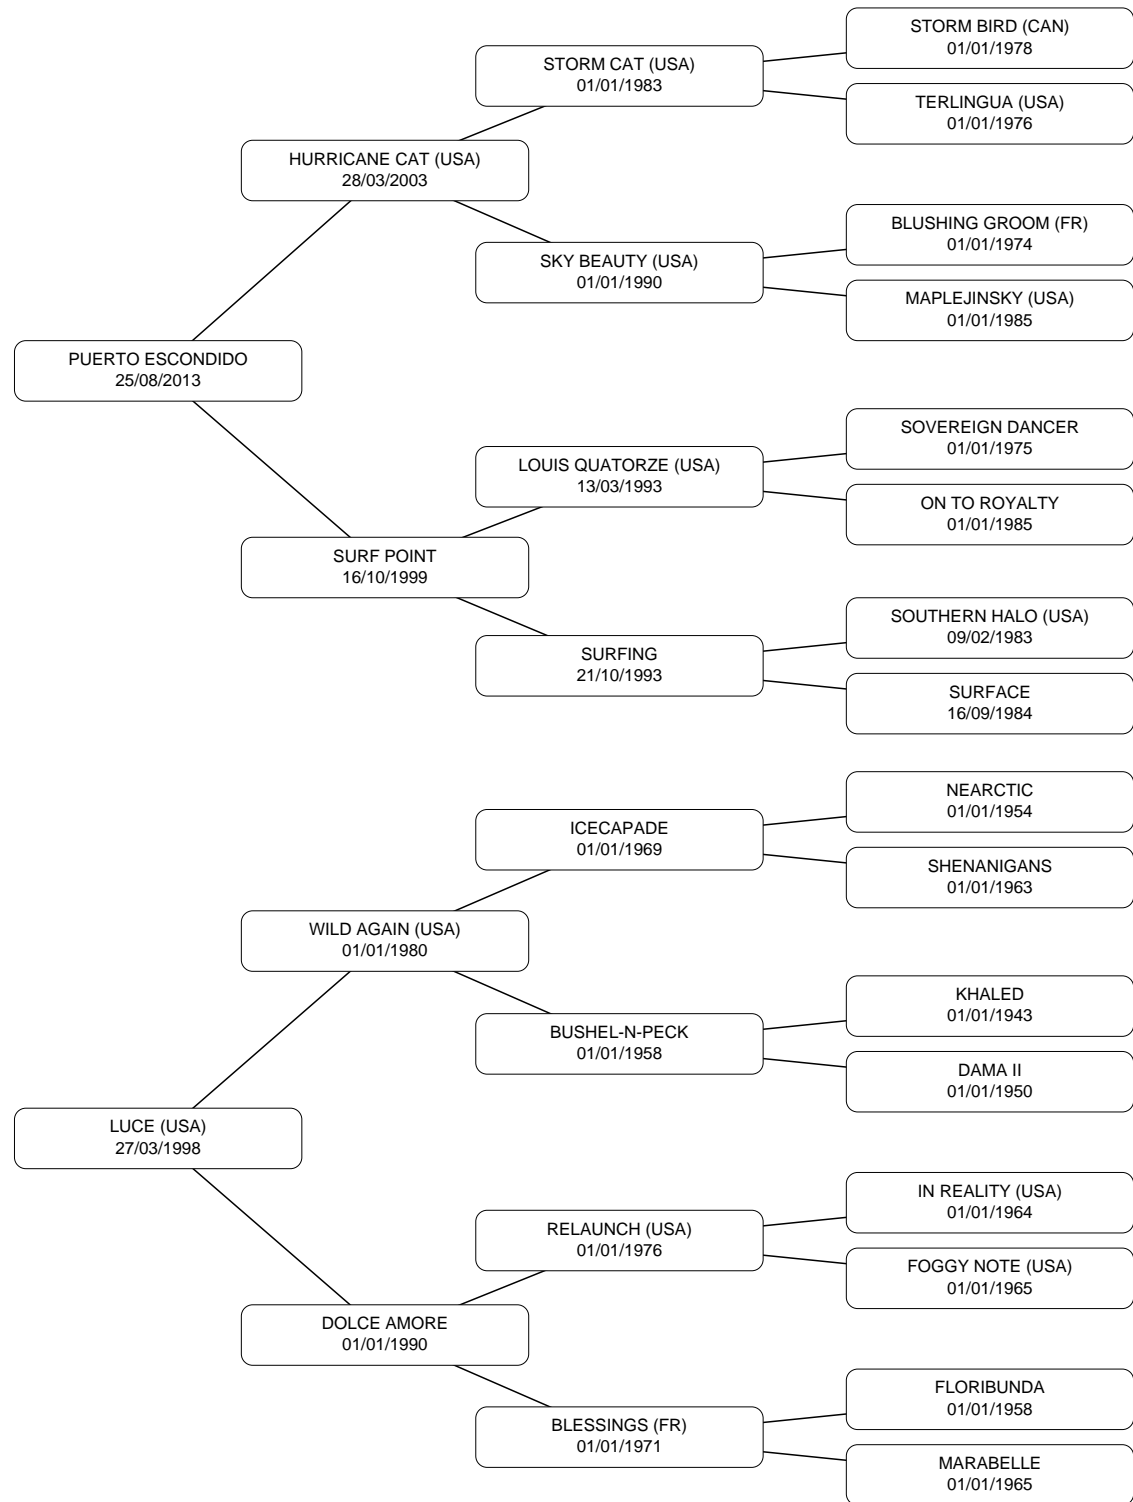 STORM BIRD (CAN)
01/01/1978
STORM CAT (USA)
01/01/1983
TERLINGUA (USA)
01/01/1976
HURRICANE CAT (USA)
28/03/2003
BLUSHING GROOM (FR)
01/01/1974
SKY BEAUTY (USA)
01/01/1990
MAPLEJINSKY (USA)
01/01/1985
PUERTO ESCONDIDO
25/08/2013
SOVEREIGN DANCER
01/01/1975
LOUIS QUATORZE (USA)
13/03/1993
ON TO ROYALTY
01/01/1985
SURF POINT
16/10/1999
SOUTHERN HALO (USA)
09/02/1983
SURFING
21/10/1993
SURFACE
16/09/1984
NEARCTIC
01/01/1954
ICECAPADE
01/01/1969
SHENANIGANS
01/01/1963
WILD AGAIN (USA)
01/01/1980
KHALED
01/01/1943
BUSHEL-N-PECK
01/01/1958
DAMA II
01/01/1950
LUCE (USA)
27/03/1998
IN REALITY (USA)
01/01/1964
RELAUNCH (USA)
01/01/1976
FOGGY NOTE (USA)
01/01/1965
DOLCE AMORE
01/01/1990
FLORIBUNDA
01/01/1958
BLESSINGS (FR)
01/01/1971
MARABELLE
01/01/1965